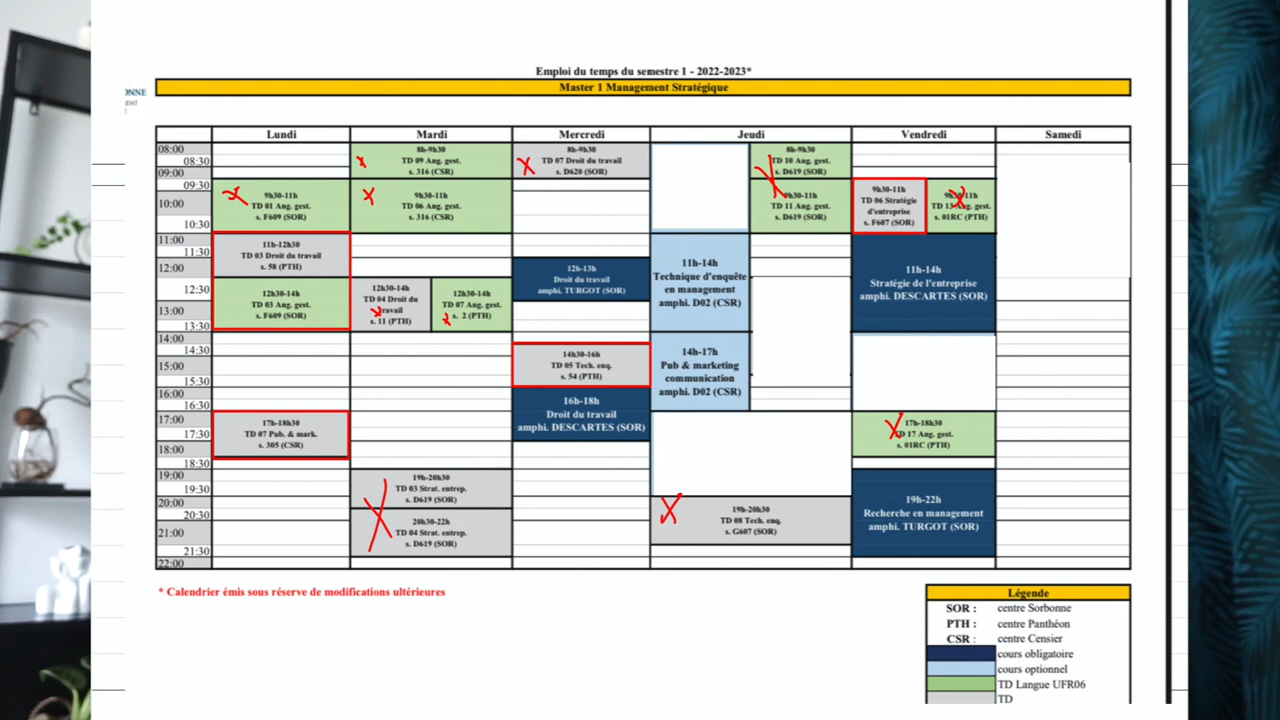 Emploi du temps du semestre 1 - 2022-2023*
ONNE
Master 1 Management Stratégique
ENT
Lundi Mardi Mercredi Jeudi Vendredi Samedi
08:00
08:30
09:00
09:30
10:00
10:30
11:00
11:30
12:00
12:30
13:00
13:30
14:00
14:30
15:00
15:30
16:00
16:30
17:00
17:30
18:00
18:30
19:00
19:30
20:00
20:30
21:00
21:30
22:00
9h30-11h
TD 01 Ang. gest.
s. F609 (SOR)
11h-12h30
TD 03 Droit du travail
s. 58 (PTH)
12h30-14h
TD 03 Ang. gest.
s. F609 (SOR)
17h-18h30
TD 07 Pub. & mark.
s. 305 (CSR)
8h-9h30
TD 09 Ang. gest.
s. 316 (CSR)
9h30-11h
TD 06 Ang. gest.
s. 316 (CSR)
12h30-14h
TD 04 Droit du
travail
s. 11 (PTH)
12h30-14h
TD 07 Ang. gest.
s. 2 (PTH)
19h-20h30
TD 03 Strat. entrep.
s. D619 (SOR)
20h30-22h
TD 04 Strat. entrep.
s. D619 (SOR)
8h-9h30
TD 07 Droit du travail
s. D620 (SOR)
12h-13h
Droit du travail
amphi. TURGOT (SOR)
14h30-16h
TD 05 Tech. enq.
s. 54 (PTH)
16h-18h
Droit du travail
amphi. DESCARTES (SOR)
11h-14h
Technique d'enquête
en management
amphi. D02 (CSR)
14h-17h
Pub & marketing
communication
amphi. D02 (CSR)
8h-9h30
TD 10 Ang. gest.
s. D619 (SOR)
9h30-11h
TD 11 Ang. gest.
s. D619 (SOR)
19h-20h30
TD 08 Tech. enq.
s. G607 (SOR)
9h30-11h
TD 06 Stratégie
d'entreprise
s. F607 (SOR)
9h30-11h
TD 13 Ang. gest.
s. 01RC (PTH)
11h-14h
Stratégie de l'entreprise
amphi. DESCARTES (SOR)
17h-18h30
TD 17 Ang. gest.
s. 01RC (PTH)
19h-22h
Recherche en management
amphi. TURGOT (SOR)
* Calendrier émis sous réserve de modifications ultérieures
Légende
SOR : centre Sorbonne
PTH : centre Panthéon
CSR : centre Censier
cours obligatoire
cours optionnel
TD Langue UFR06
TD